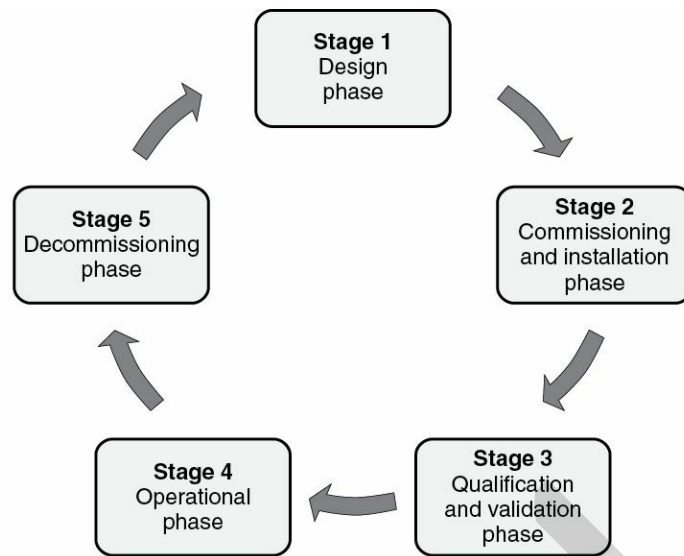 Stage 1
Design
phase
Stage 2
Commissioning
and installation
phase
Stage 3
Qualification
and validation
phase
Stage 4
Operational
phase
Stage 5
Decommissioning
phase